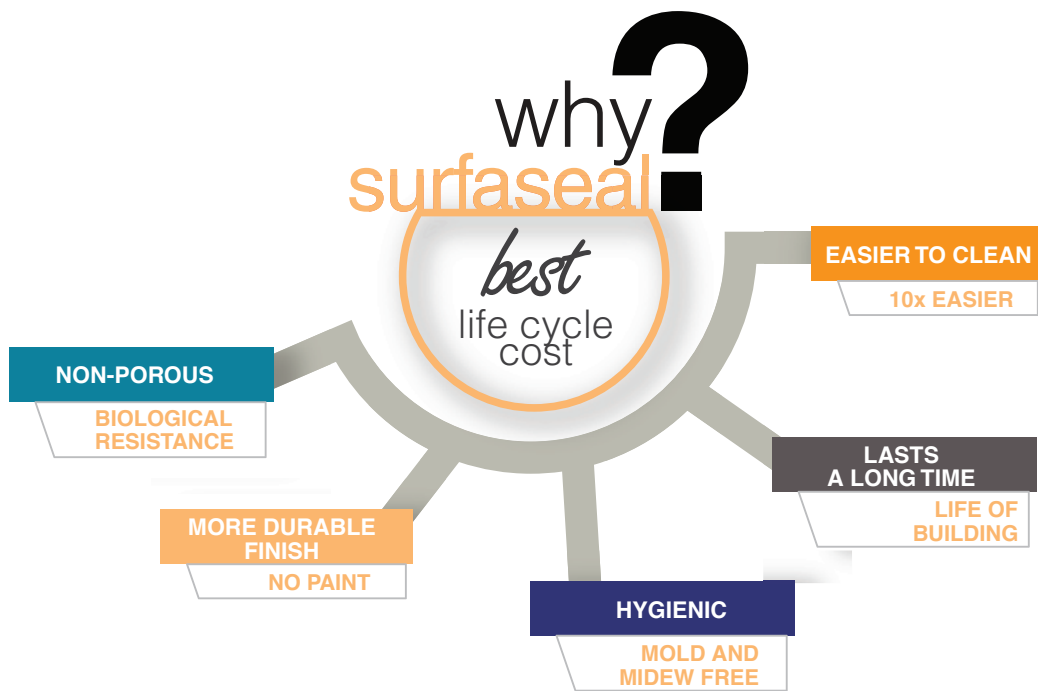 why?
surfaseal
best
life cycle
cost
EASIER TO CLEAN
10x EASIER
NON-POROUS
BIOLOGICAL
RESISTANCE
LASTS
A LONG TIME
LIFE OF
BUILDING
MORE DURABLE
FINISH
NO PAINT
HYGIENIC
MOLD AND
MIDEW FREE